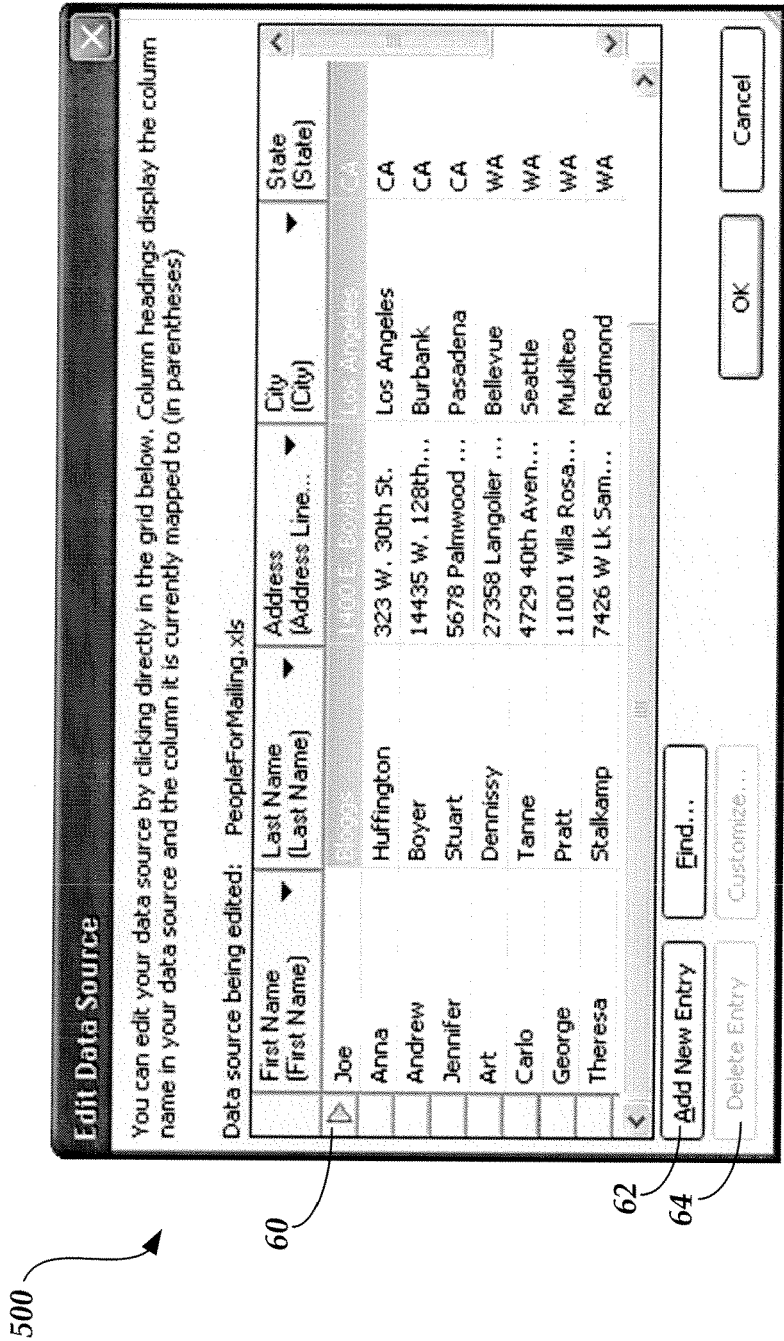 500
Edit Data Source
You can edit your data source by clicking directly in the grid below. Column headings display the column
name in your data source and the column it is currently mapped to (in parentheses)
Data source being edited: PeopleForMailing.xls
First Name Last Name Address City State
(First Name) (Last Name) (Address Line... (City) (State)
60
Joe Bloggs 1400 E. Boylsto... Los Angeles CA
Anna Huffington 323 W. 30th St. Los Angeles CA
Andrew Boyer 14435 W. 128th... Burbank CA
Jennifer Stuart 5678 Palmwood ... Pasadena CA
Art Dennissy 27358 Langolier ... Bellevue WA
Carlo Tanne 4729 40th Aven... Seattle WA
George Pratt 11001 Villa Rosa... Mukilteo WA
Theresa Stalkamp 7426 W Lk Sam... Redmond WA
62
Add New Entry Find...
64
Delete Entry Customize... OK Cancel